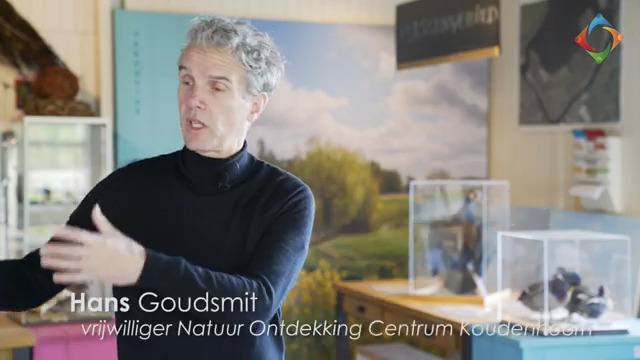 Hans Goudsmit
vrijwilliger Natuur Ontdekking Centrum Koudenhoorn